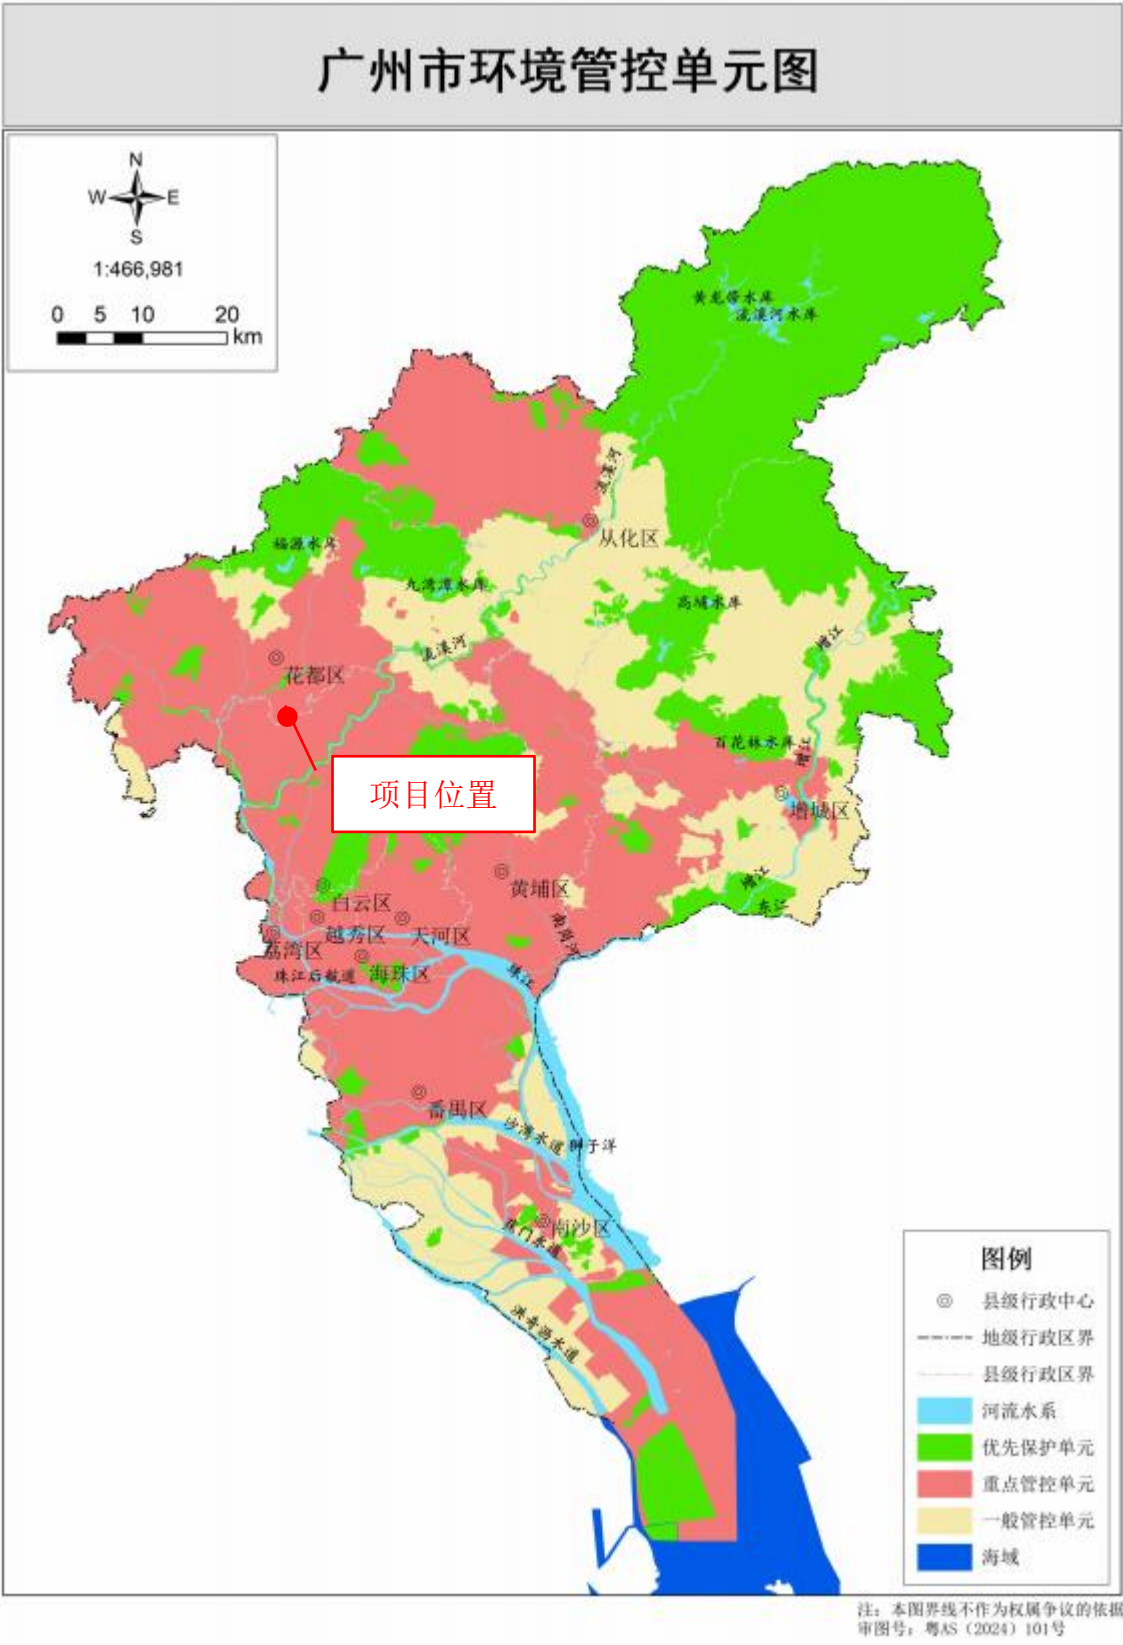 广州市环境管控单元图
N
W E
S
1:466,981
0 5 10 20
km
黄龙带水库
流溪河水库
流溪河
从化区
福源水库
九湾潭水库
高埔水库
增江
流溪河
花都区
百花林水库
增江
项目位置
增城区
黄埔区
增江
白云区
东江
越秀区
天河区
南岗河
荔湾区
珠江后航道
海珠区
珠江
番禺区
沙湾水道
狮子洋
南沙区
蕉门水道
洪奇沥水道
图例
县级行政中心
地级行政区界
县级行政区界
河流水系
优先保护单元
重点管控单元
一般管控单元
海域
注：本图界线不作为权属争议的依据
审图号：粤AS（2024）101号